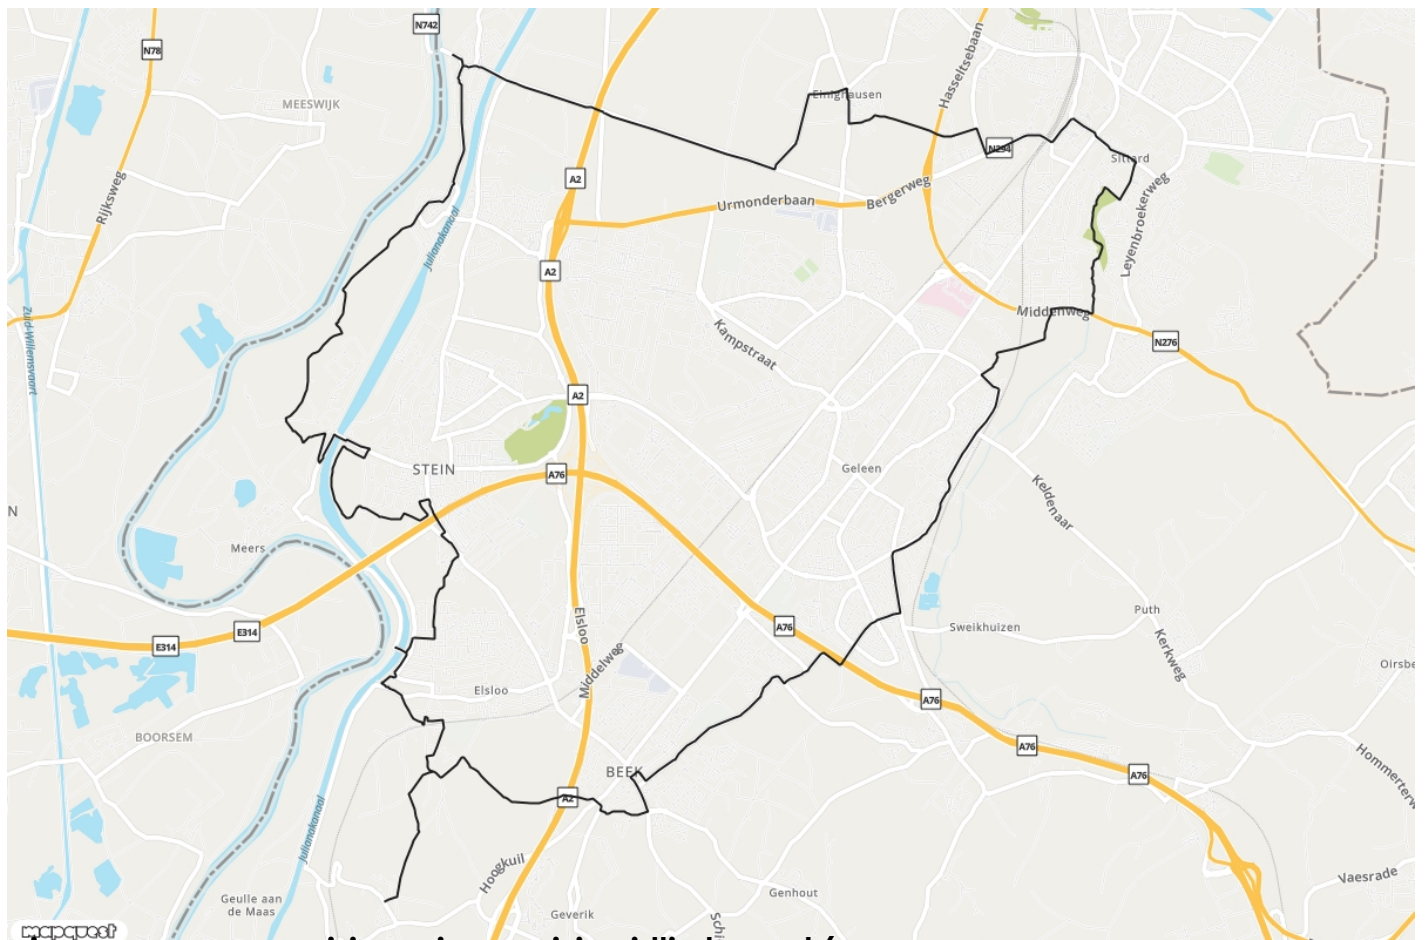 N742
N78
MEESWIJK
Hasseltsebaan
Einighausen
N294
Sittard
A2
Rijksweg
Urmonderbaan
Bergerweg
Leyenbroekerweg
Julianakanaal
A2
Zuid-Willemsvaart
Middenweg
N276
Kampstraat
A2
STEIN
A76
Geleen
N
Keldenaar
Meers
Puth
E314
E314
A76
Sweikhuizen
Elsloo
Middelweg
Kerkweg
Oirsbe
Elsloo
A76
BOORSEM
A76
A76
Hommerterw
BEEK
A2
Julianakanaal
Hoogkuil
Vaesrade
Geulle aan
de Maas
Genhout
Geverik
Schi
mapquest